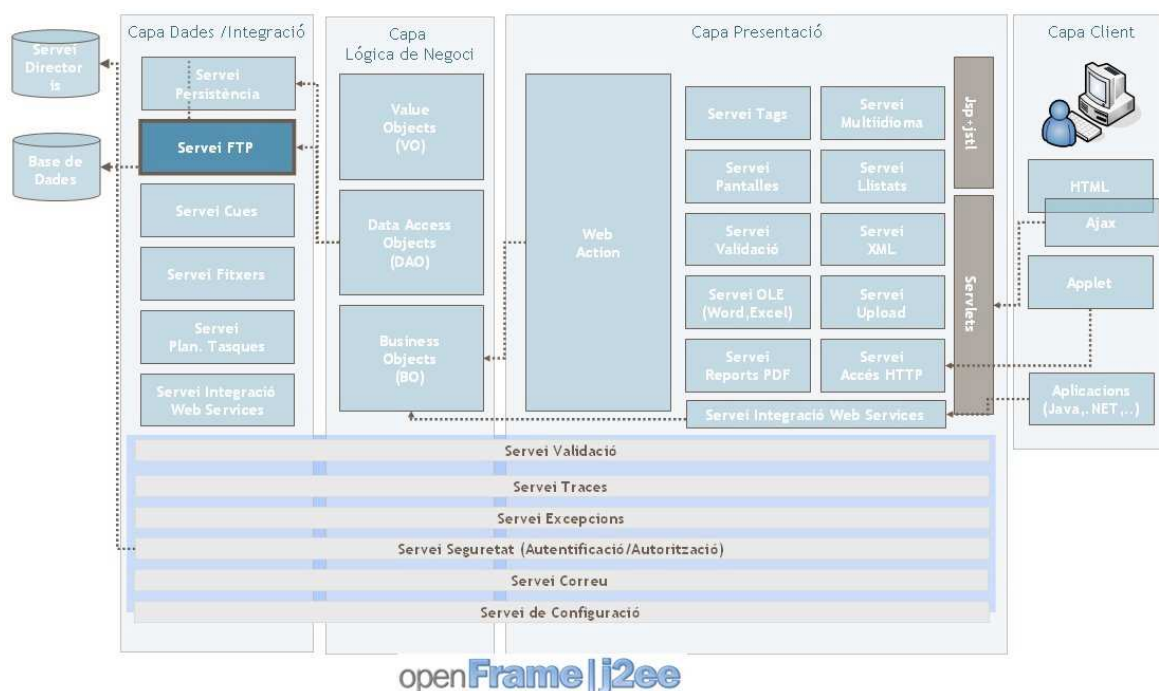 Servei
Director
is
Base de
Dades
Capa Dades /Integració
Servei
Persistència
Servei FTP
Servei Cues
Servei Fitxers
Servei
Plan. Tasques
Servei Integració
Web Services
Capa
Lógica de Negoci
Value
Objects
(VO)
Data Access
Objects
(DAO)
Business
Objects
(BO)
Capa Presentació
Web
Action
Servei Tags
Servei
Multiidioma
Servei
Pantalles
Servei
Llistats
Servei
Validació
Servei
XML
Servei OLE
(Word,Excel)
Servei
Upload
Servei
Reports PDF
Servei
Accés HTTP
Servei Integració Web Services
Jsp+jstl
Servlets
Capa Client
HTML
Ajax
Applet
Aplicacions
(Java,.NET,..)
Servei Validació
Servei Traces
Servei Excepcions
Servei Seguretat (Autentificació/Autorització)
Servei Correu
Servei de Configuració
openFrame|j2ee